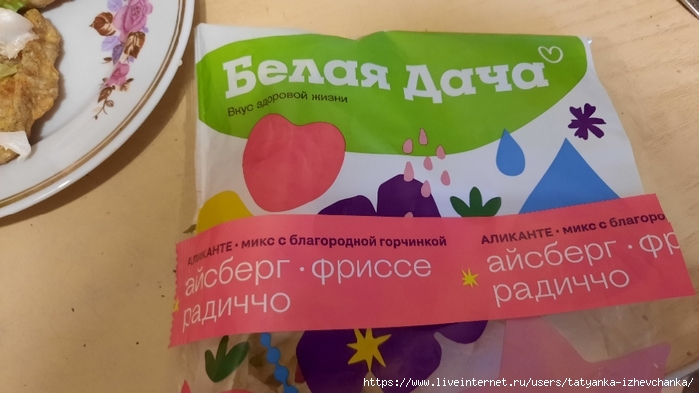 Белая Дача
Вкус здоровой жизни
АЛИКАНТЕ • микс с благородной горчинкой
айсберг · фриссе
радиччо
АЛИКАНТЕ • микс с благоро
айсберг · фр
радиччо
https://www.liveinternet.ru/users/tatyanka-izhevchanka/